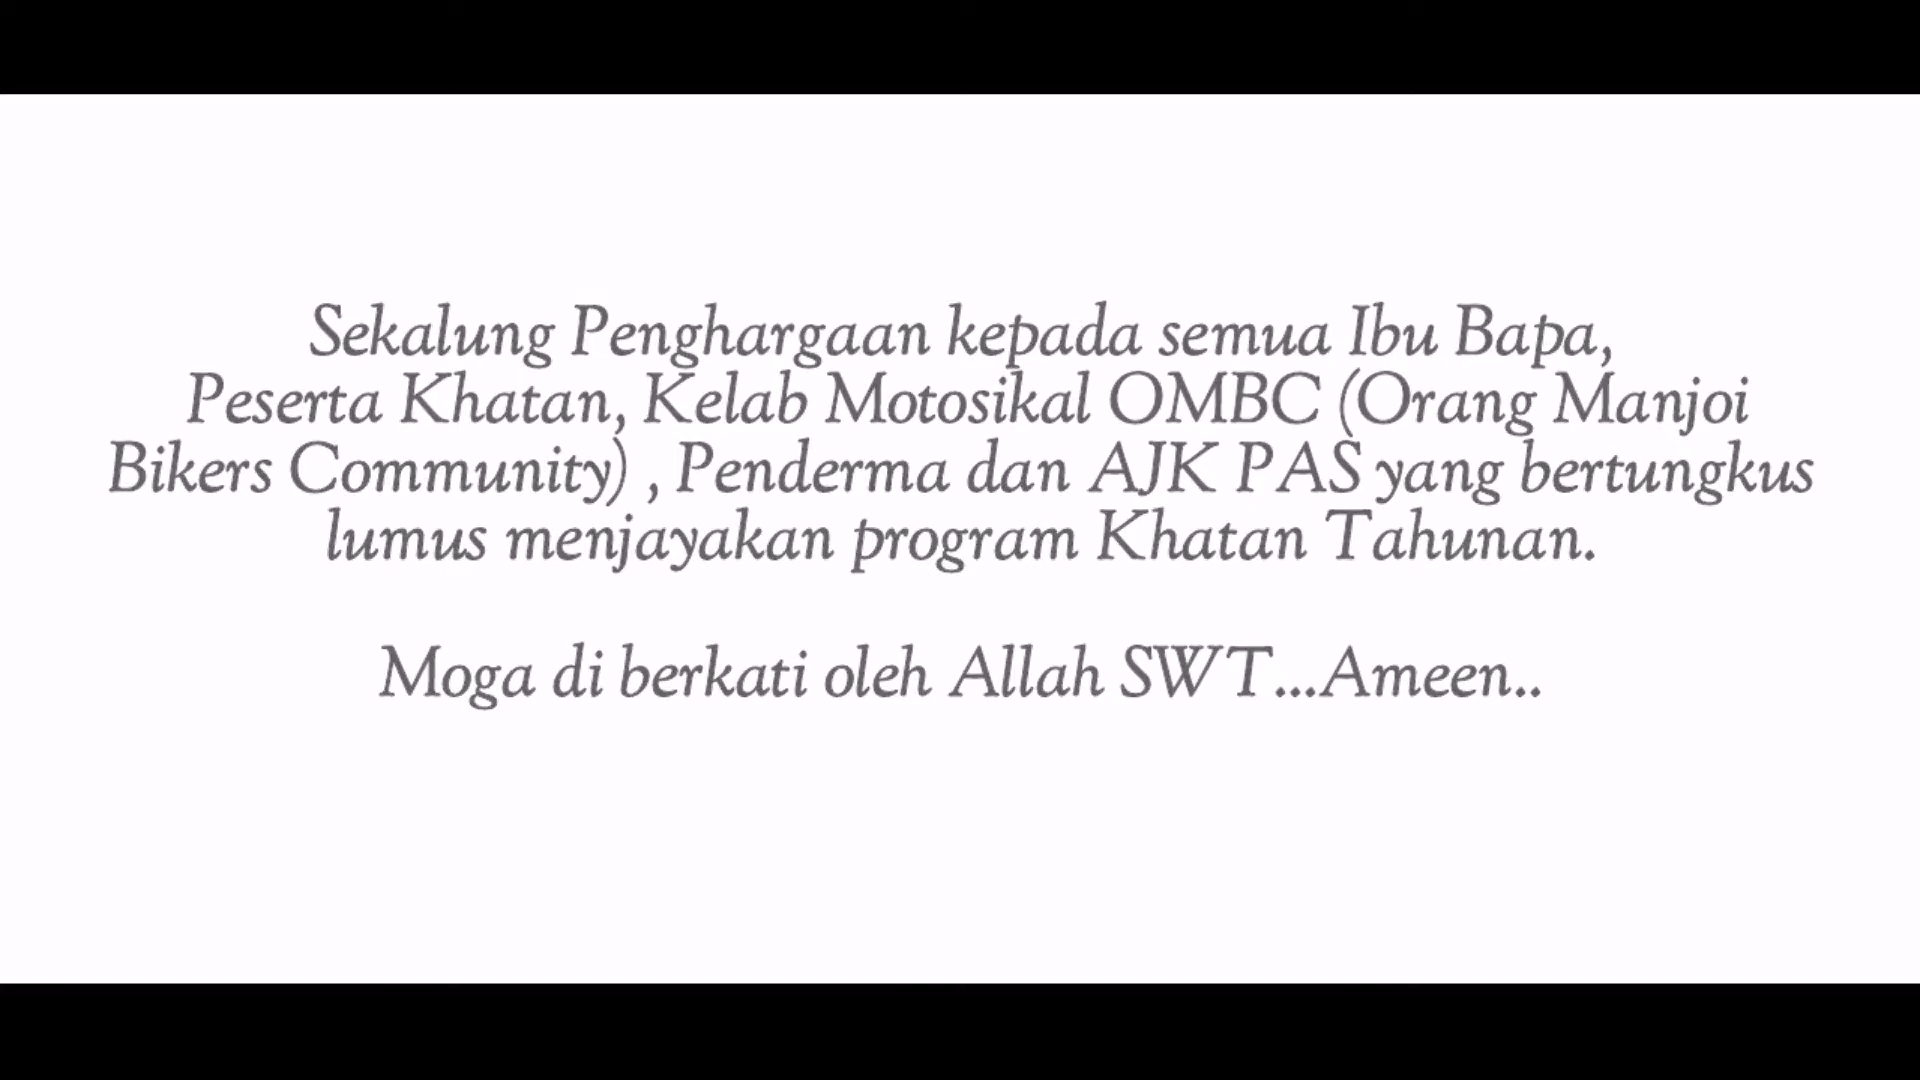 Sekalung Penghargaan kepada semua Ibu Bapa,
Peserta Khatan, Kelab Motosikal OMBC (Orang Manjoi
Bikers Community) , Penderma dan AJK PAS yang bertungkus
lumus menjayakan program Khatan Tahunan.
Moga di berkati oleh Allah SWT...Ameen..